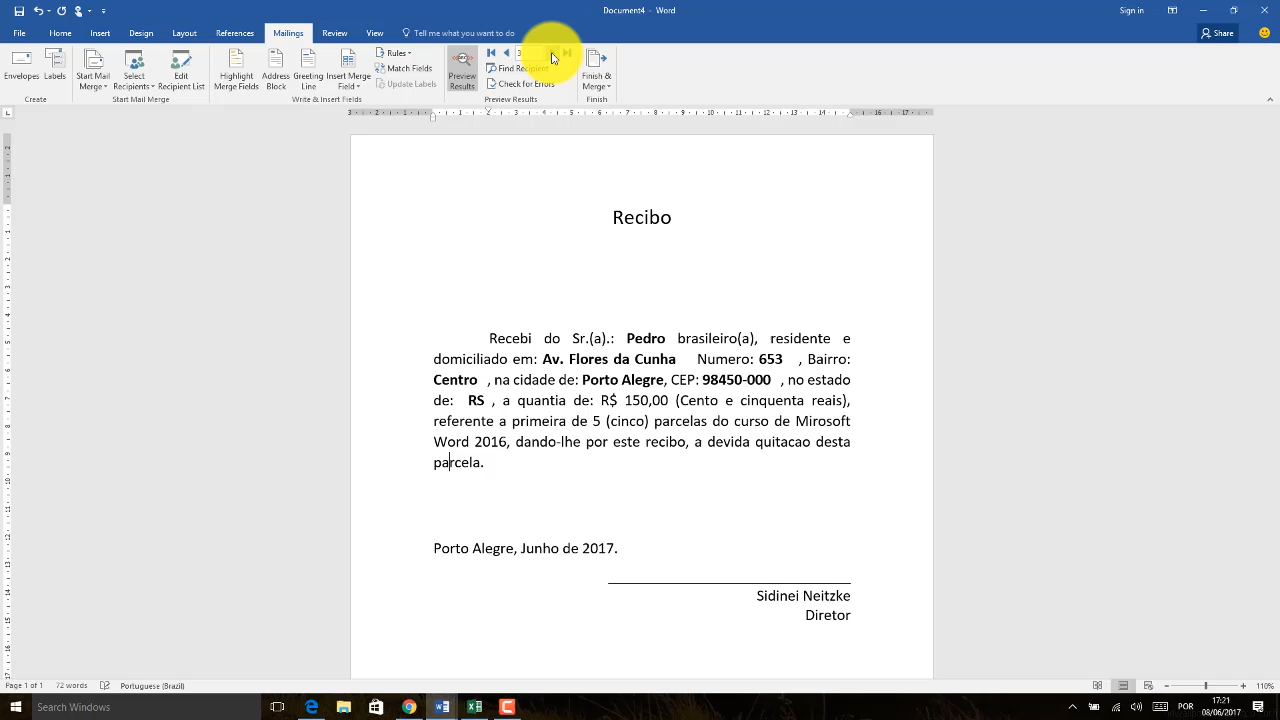 Document4 - Word
Sign in
File Home Insert Design Layout References Mailings Review View Tell me what you want to do Share
Envelopes
Labels
Start Mail Merge
Select Recipients
Edit Recipient List
Highlight Merge Fields
Address Block
Greeting Line
Insert Merge Field
Rules
Match Fields
Update Labels
Preview Results
3
Find Recipient
Check for Errors
Finish & Merge
Create Start Mail Merge Write & Insert Fields Preview Results Finish
Recibo
Recebi do Sr.(a).: Pedro brasileiro(a), residente e
domiciliado em: Av. Flores da Cunha Numero: 653 , Bairro:
Centro , na cidade de: Porto Alegre, CEP: 98450-000 , no estado
de: RS , a quantia de: R$ 150,00 (Cento e cinquenta reais),
referente a primeira de 5 (cinco) parcelas do curso de Mirosoft
Word 2016, dando-lhe por este recibo, a devida quitacao desta
parcela.
Porto Alegre, Junho de 2017.
Sidinei Neitzke
Diretor
Page 1 of 1 72 words Portuguese (Brazil) 110%
Search Windows
POR
17:21
08/06/2017